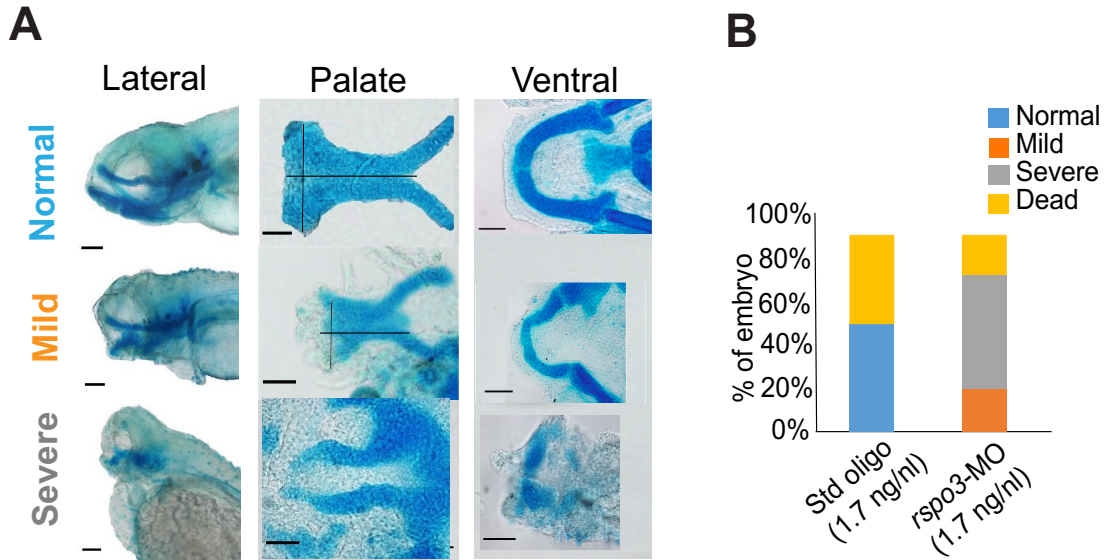 A
B
Lateral
Palate
Ventral
Normal
Mild
Severe
Normal
Mild
Severe
Dead
100%
80%
60%
40%
20%
0%
% of embryo
Std oligo
(1.7 ng/nl)
rspo3-MO
(1.7 ng/nl)